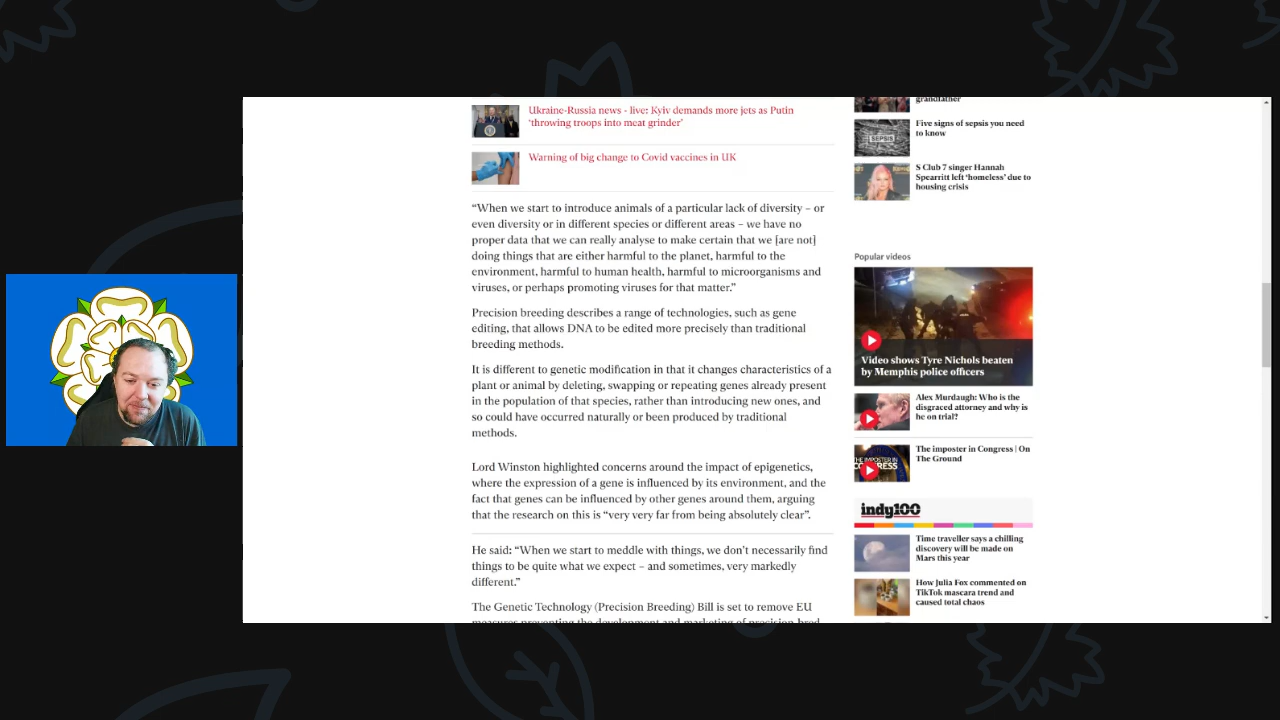 Ukraine-Russia news - live: Kyiv demands more jets as Putin
‘throwing troops into meat grinder’
Warning of big change to Covid vaccines in UK
“When we start to introduce animals of a particular lack of diversity – or
even diversity or in different species or different areas – we have no
proper data that we can really analyse to make certain that we [are not]
doing things that are either harmful to the planet, harmful to the
environment, harmful to human health, harmful to microorganisms and
viruses, or perhaps promoting viruses for that matter.”
Precision breeding describes a range of technologies, such as gene
editing, that allows DNA to be edited more precisely than traditional
breeding methods.
It is different to genetic modification in that it changes characteristics of a
plant or animal by deleting, swapping or repeating genes already present
in the population of that species, rather than introducing new ones, and
so could have occurred naturally or been produced by traditional
methods.
Lord Winston highlighted concerns around the impact of epigenetics,
where the expression of a gene is influenced by its environment, and the
fact that genes can be influenced by other genes around them, arguing
that the research on this is “very very far from being absolutely clear”.
He said: “When we start to meddle with things, we don’t necessarily find
things to be quite what we expect – and sometimes, very markedly
different.”
The Genetic Technology (Precision Breeding) Bill is set to remove EU
measures preventing the development and marketing of precision-bred
grandfather
SEPSIS
Five signs of sepsis you need
to know
S Club 7 singer Hannah
Spearritt left ‘homeless’ due to
housing crisis
Popular videos
Video shows Tyre Nichols beaten
by Memphis police officers
Alex Murdaugh: Who is the
disgraced attorney and why is
he on trial?
THE IMPOSTER IN
CONGRESS
The imposter in Congress | On
The Ground
indy100
Time traveller says a chilling
discovery will be made on
Mars this year
How Julia Fox commented on
TikTok mascara trend and
caused total chaos